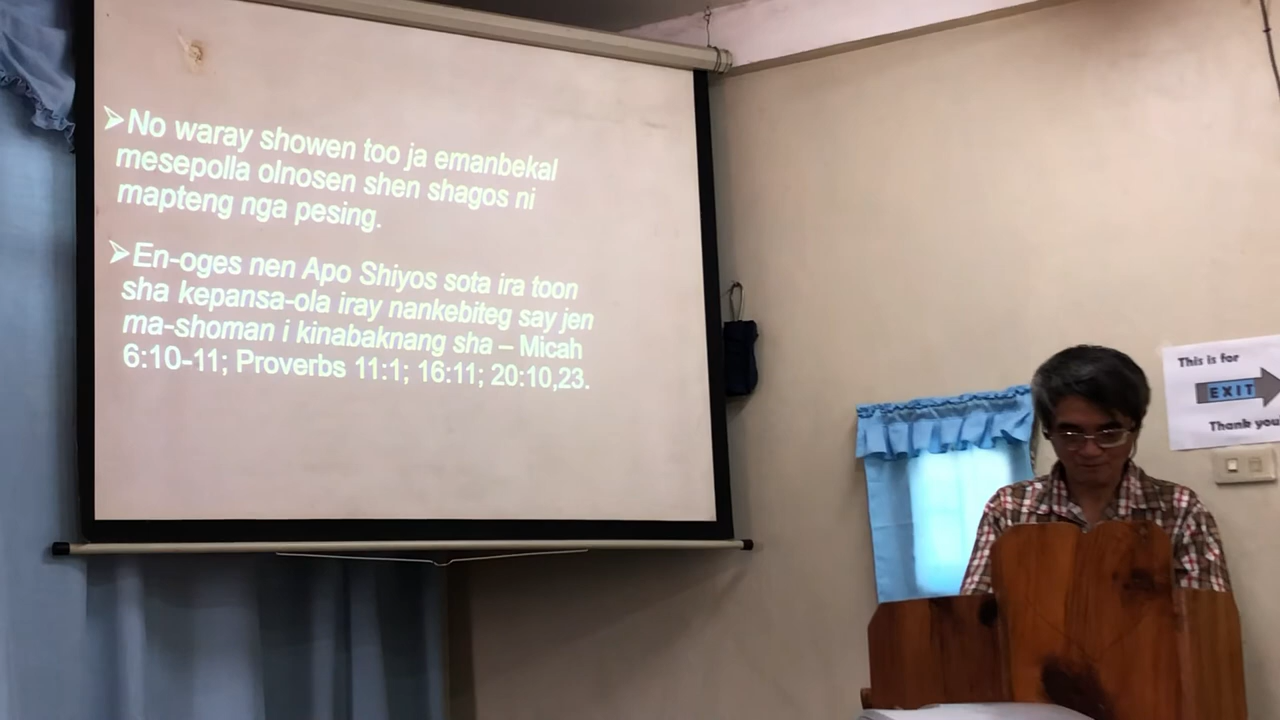 ➢No waray showen too ja emanbekal
mesepolla olnosen shen shagos ni
mapteng nga pesing.
➢En-oges nen Apo Shiyos sota ira toon
sha kepansa-ola iray nankebiteg say jen
ma-shoman i kinabaknang sha – Micah
6:10-11; Proverbs 11:1; 16:11; 20:10,23.
This is for
EXIT
Thank you